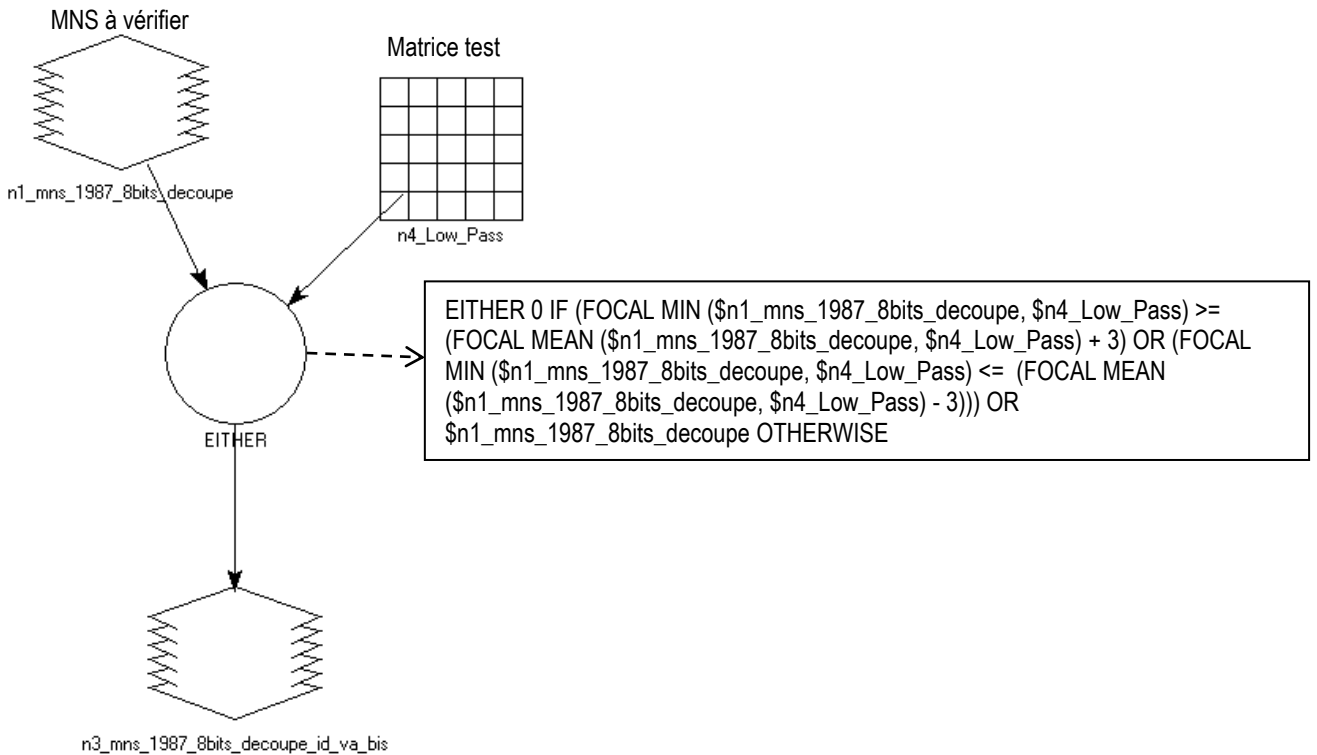 MNS à vérifier
Matrice test
n1_mns_1987_8bits_decoupe
n4_Low_Pass
EITHER 0 IF (FOCAL MIN ($n1_mns_1987_8bits_decoupe, $n4_Low_Pass) >=
(FOCAL MEAN ($n1_mns_1987_8bits_decoupe, $n4_Low_Pass) + 3) OR (FOCAL
MIN ($n1_mns_1987_8bits_decoupe, $n4_Low_Pass) <= (FOCAL MEAN
($n1_mns_1987_8bits_decoupe, $n4_Low_Pass) - 3))) OR
$n1_mns_1987_8bits_decoupe OTHERWISE
EITHER
n3_mns_1987_8bits_decoupe_id_va_bis